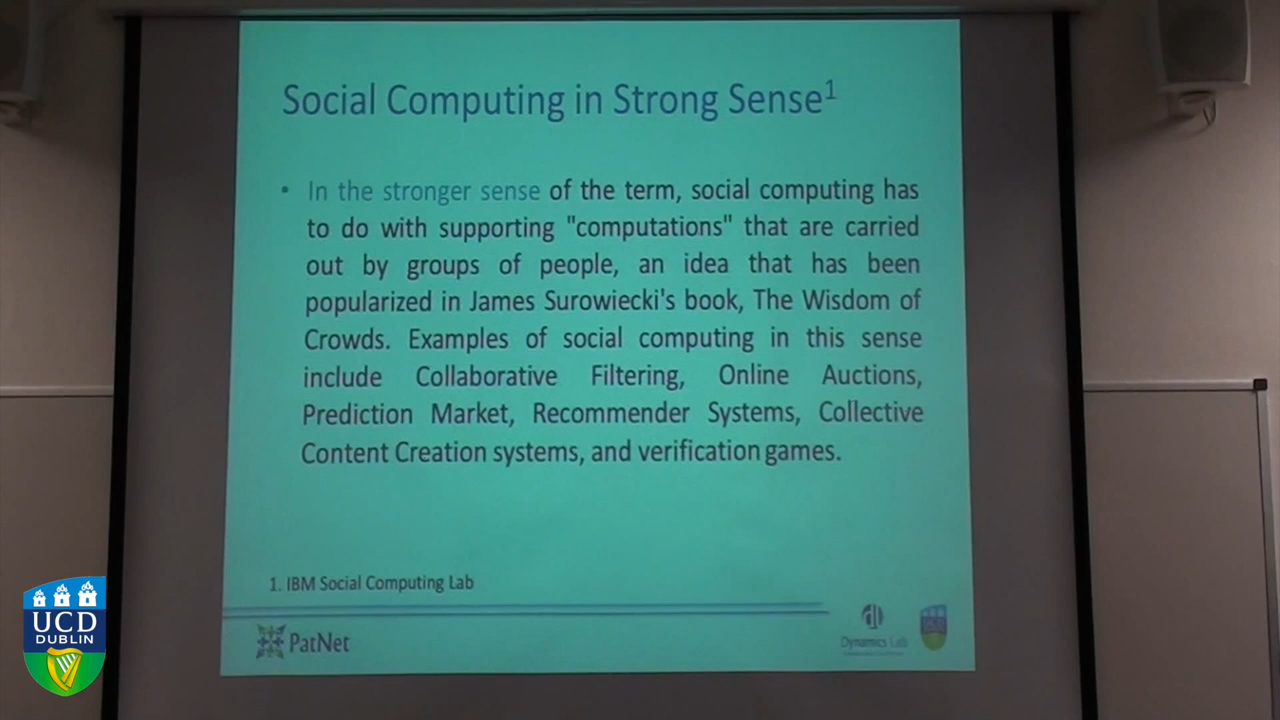 Social Computing in Strong Sense1
• In the stronger sense of the term, social computing has
to do with supporting "computations" that are carried
out by groups of people, an idea that has been
popularized in James Surowiecki's book, The Wisdom of
Crowds. Examples of social computing in this sense
include Collaborative Filtering, Online Auctions,
Prediction Market, Recommender Systems, Collective
Content Creation systems, and verification games.
1. IBM Social Computing Lab
PatNet
Dynamics Lab
UCD
UCD
DUBLIN